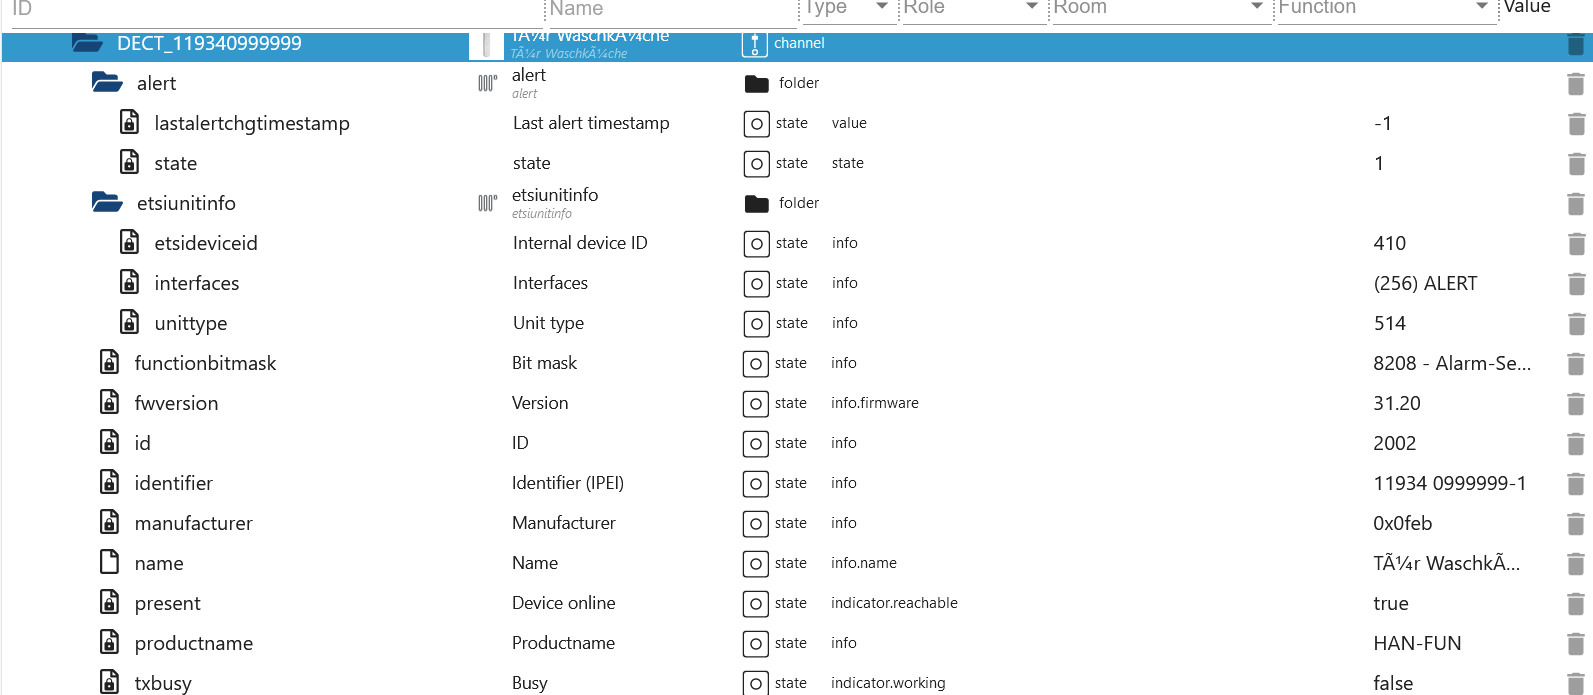 ID Name Type Role Room Function Value
DECT_119340999999 TÃ¼r WaschkÃ¼che channel
TÃ¼r WaschkÃ¼che
alert alert folder
alert
lastalertchgtimestamp Last alert timestamp state value -1
state state state state 1
etsiunitinfo etsiunitinfo folder
etsiunitinfo
etsideviceid Internal device ID state info 410
interfaces Interfaces state info (256) ALERT
unittype Unit type state info 514
functionbitmask Bit mask state info 8208 - Alarm-Se...
fwversion Version state info.firmware 31.20
id ID state info 2002
identifier Identifier (IPEI) state info 11934 0999999-1
manufacturer Manufacturer state info 0x0feb
name Name state info.name TÃ¼r WaschkÃ...
present Device online state indicator.reachable true
productname Productname state info HAN-FUN
txbusy Busy state indicator.working false